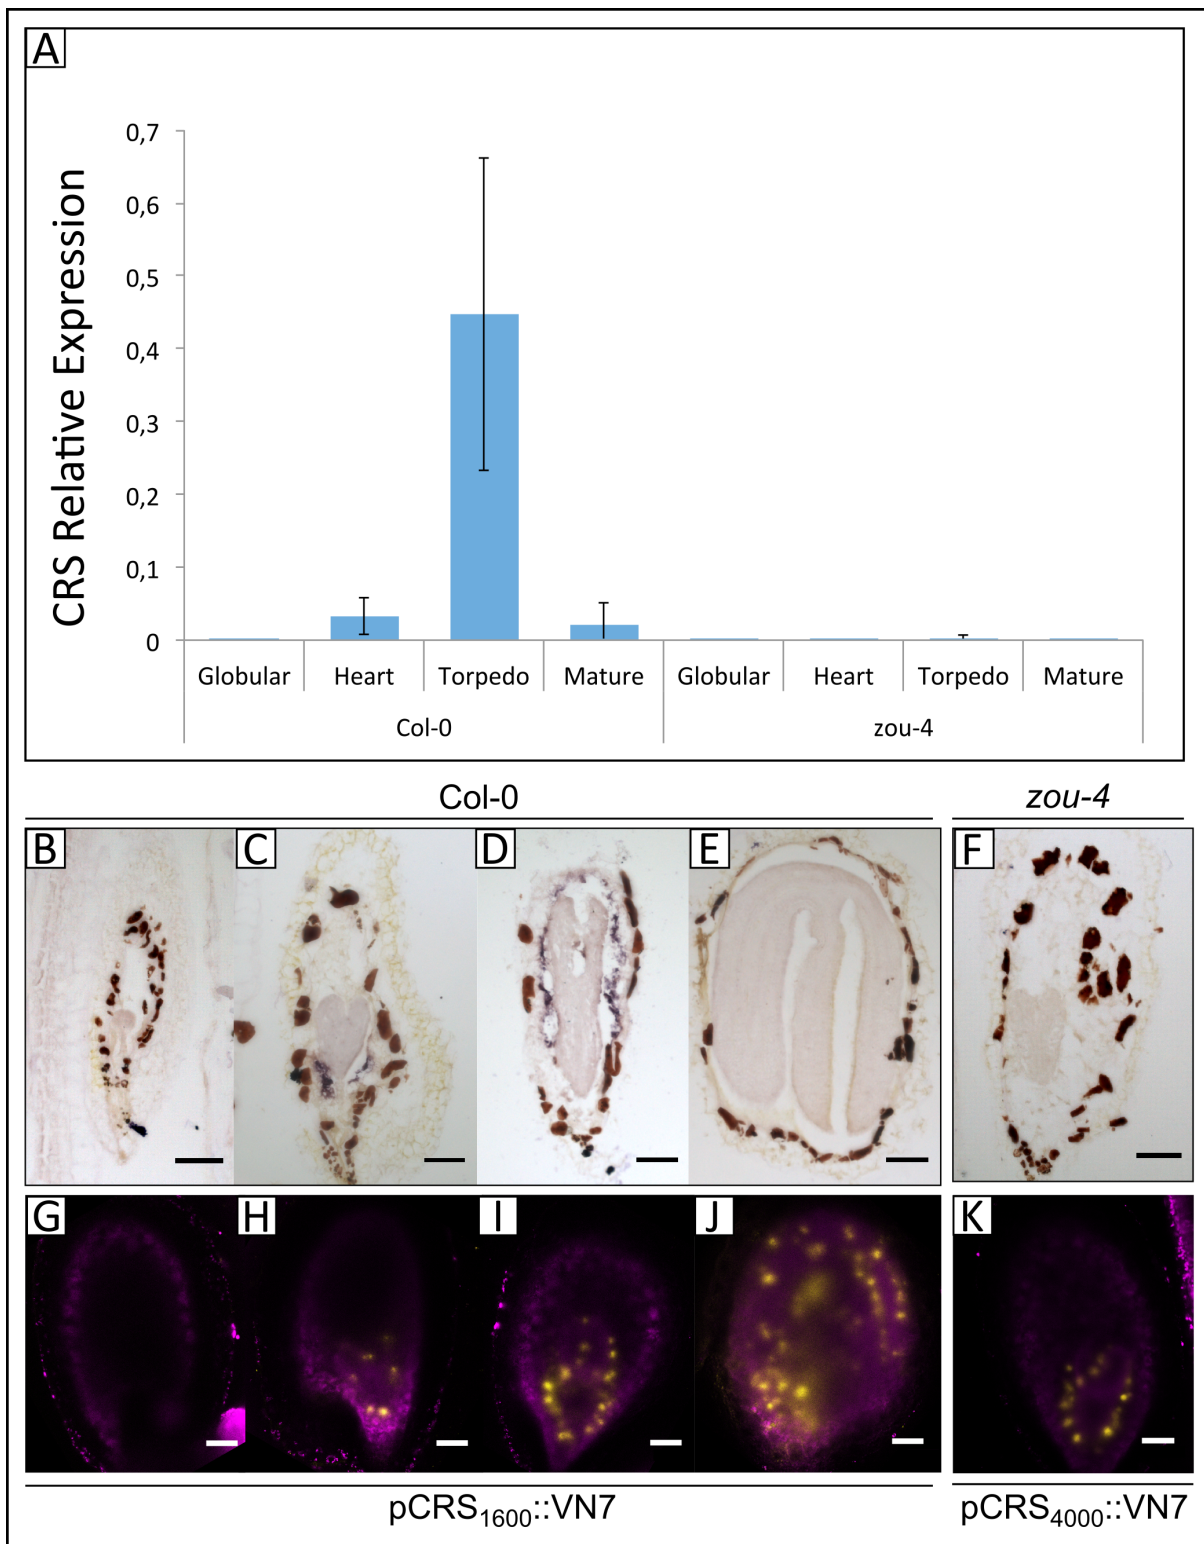 A
CRS Relative Expression
0,7
0,6
0,5
0,4
0,3
0,2
0,1
0
Globular Heart Torpedo Mature Globular Heart Torpedo Mature
Col-0 zou-4
Col-0 zou-4
B C D E F
G H I J K
pCRS1600::VN7 pCRS4000::VN7